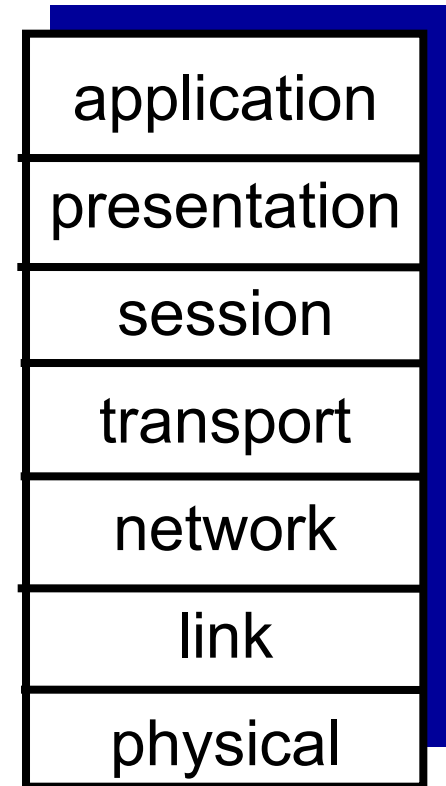 application
presentation
session
transport
network
link
physical